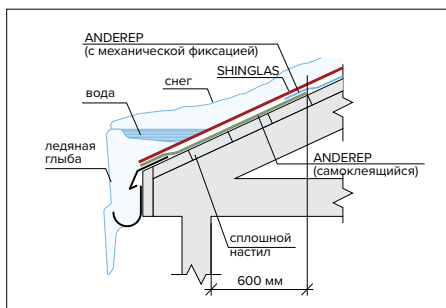 ANDEREP
(с механической фиксацией)
SHINGLAS
снег
вода
ледяная
глыба
ANDEREP
(самоклеящийся)
сплошной
настил
600 мм